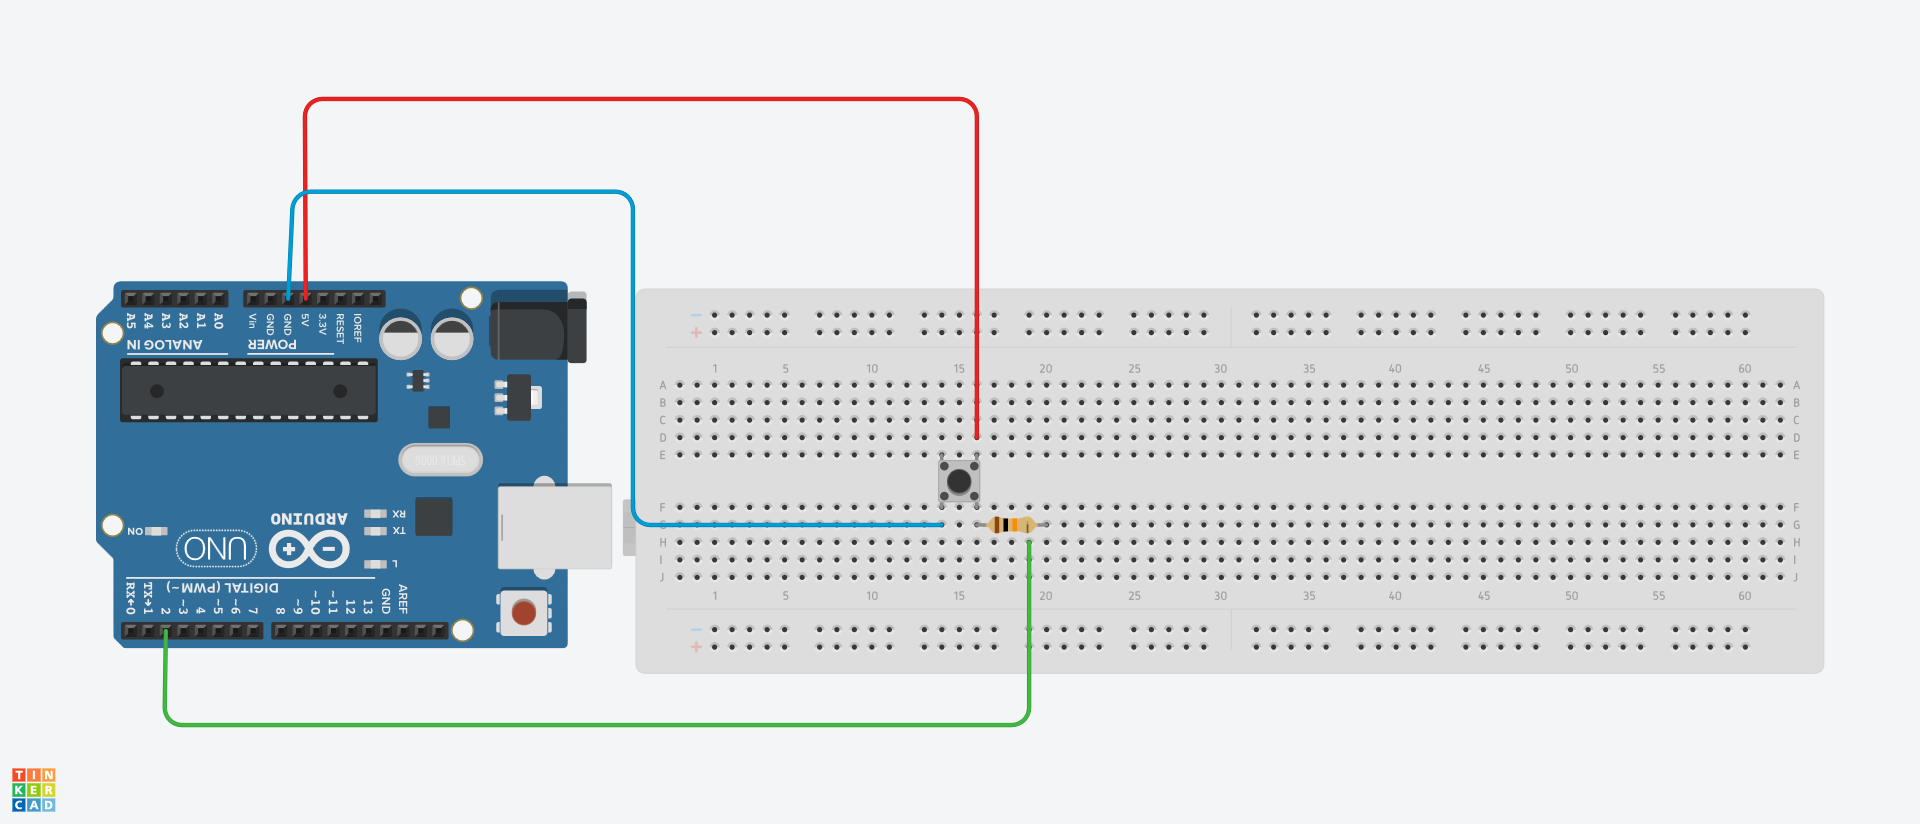 A5 A4 A3 A2 A1 A0
Vin GND GND 5V 3.3V RESET IOREF
ANALOG IN POWER
ON
ARDUINO
UNO
RX
TX
L
DIGITAL (PWM~)
RX←0 TX→1 2 ~3 4 ~5 ~6 7 8 ~9 ~10 ~11 12 13 GND AREF
−
+
1 5 10 15 20 25 30 35 40 45 50 55 60
A A
B B
C C
D D
E E
F F
G G
H H
I I
J J
1 5 10 15 20 25 30 35 40 45 50 55 60
−
+
TIN
KER
CAD